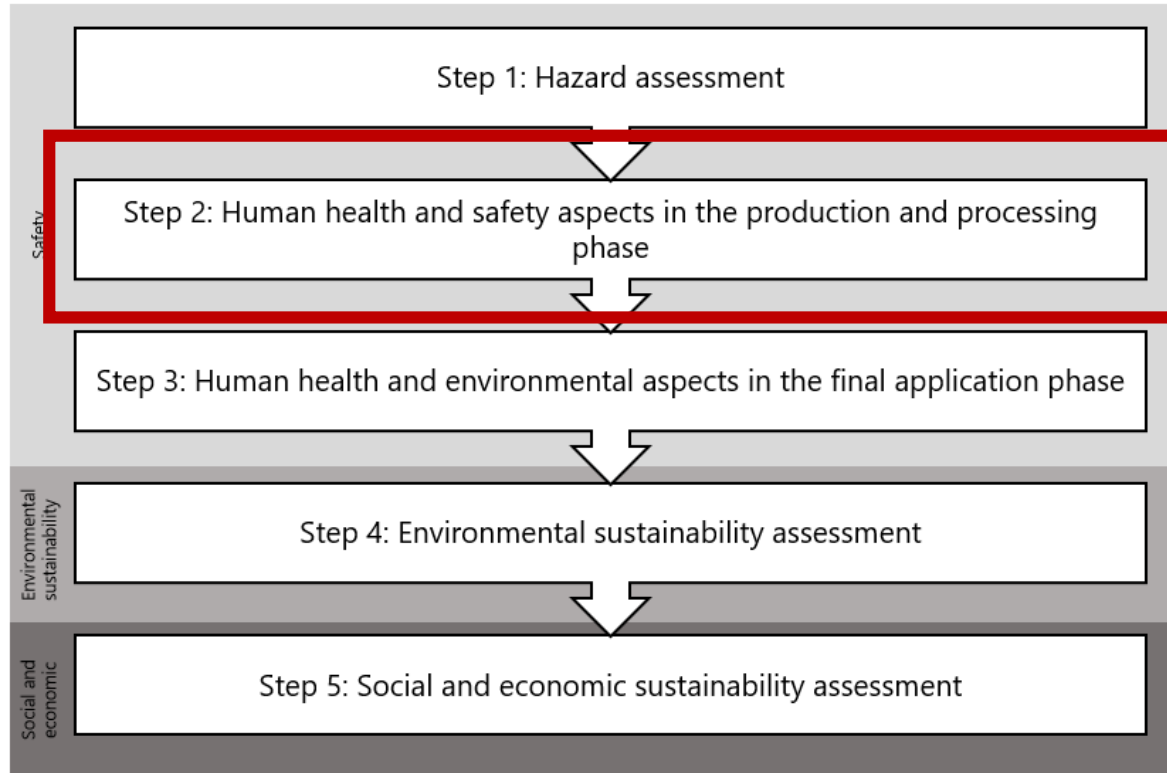 Step 1: Hazard assessment
Safety
Step 2: Human health and safety aspects in the production and processing
phase
Step 3: Human health and environmental aspects in the final application phase
Environmental
sustainability
Step 4: Environmental sustainability assessment
Social and
economic
Step 5: Social and economic sustainability assessment